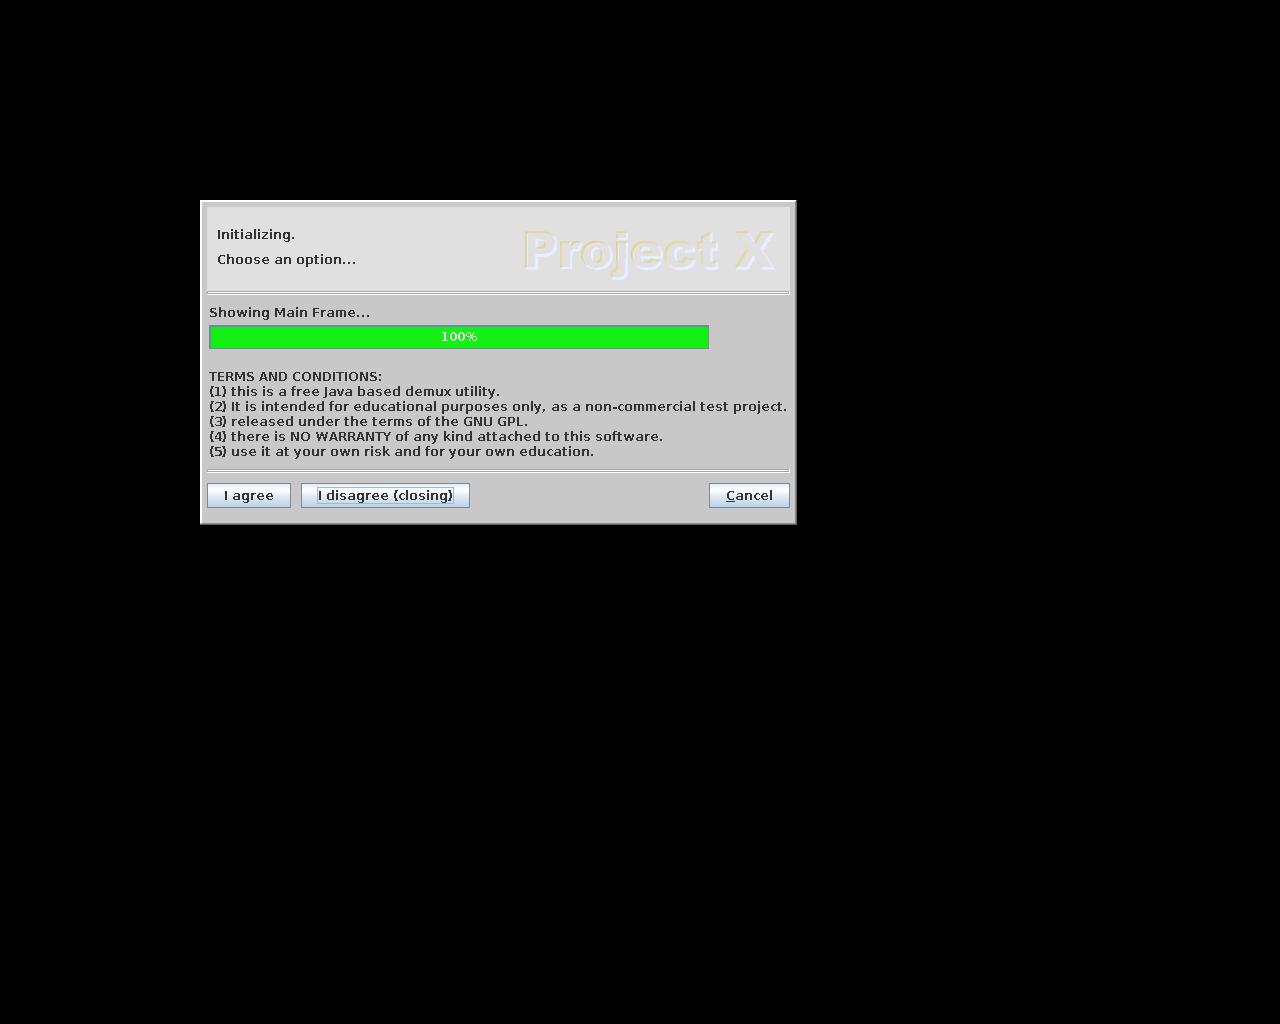 Initializing.
Project X
Choose an option...
Showing Main Frame...
100%
TERMS AND CONDITIONS:
(1) this is a free Java based demux utility.
(2) It is intended for educational purposes only, as a non-commercial test project.
(3) released under the terms of the GNU GPL.
(4) there is NO WARRANTY of any kind attached to this software.
(5) use it at your own risk and for your own education.
I agree
I disagree (closing)
Cancel